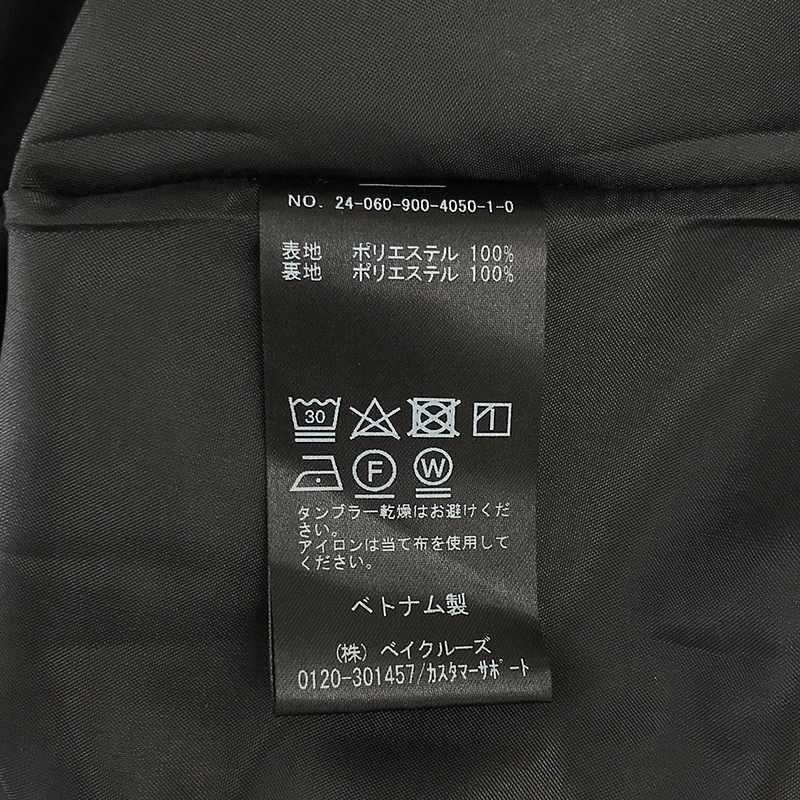 NO. 24-060-900-4050-1-0
表地 ポリエステル 100%
裏地 ポリエステル 100%
30
F W
タンブラー乾燥はお避けくだ
さい。
アイロンは当て布を使用して
ください。
ベトナム製
(株) ベイクルーズ
0120-301457/カスタマーサポート